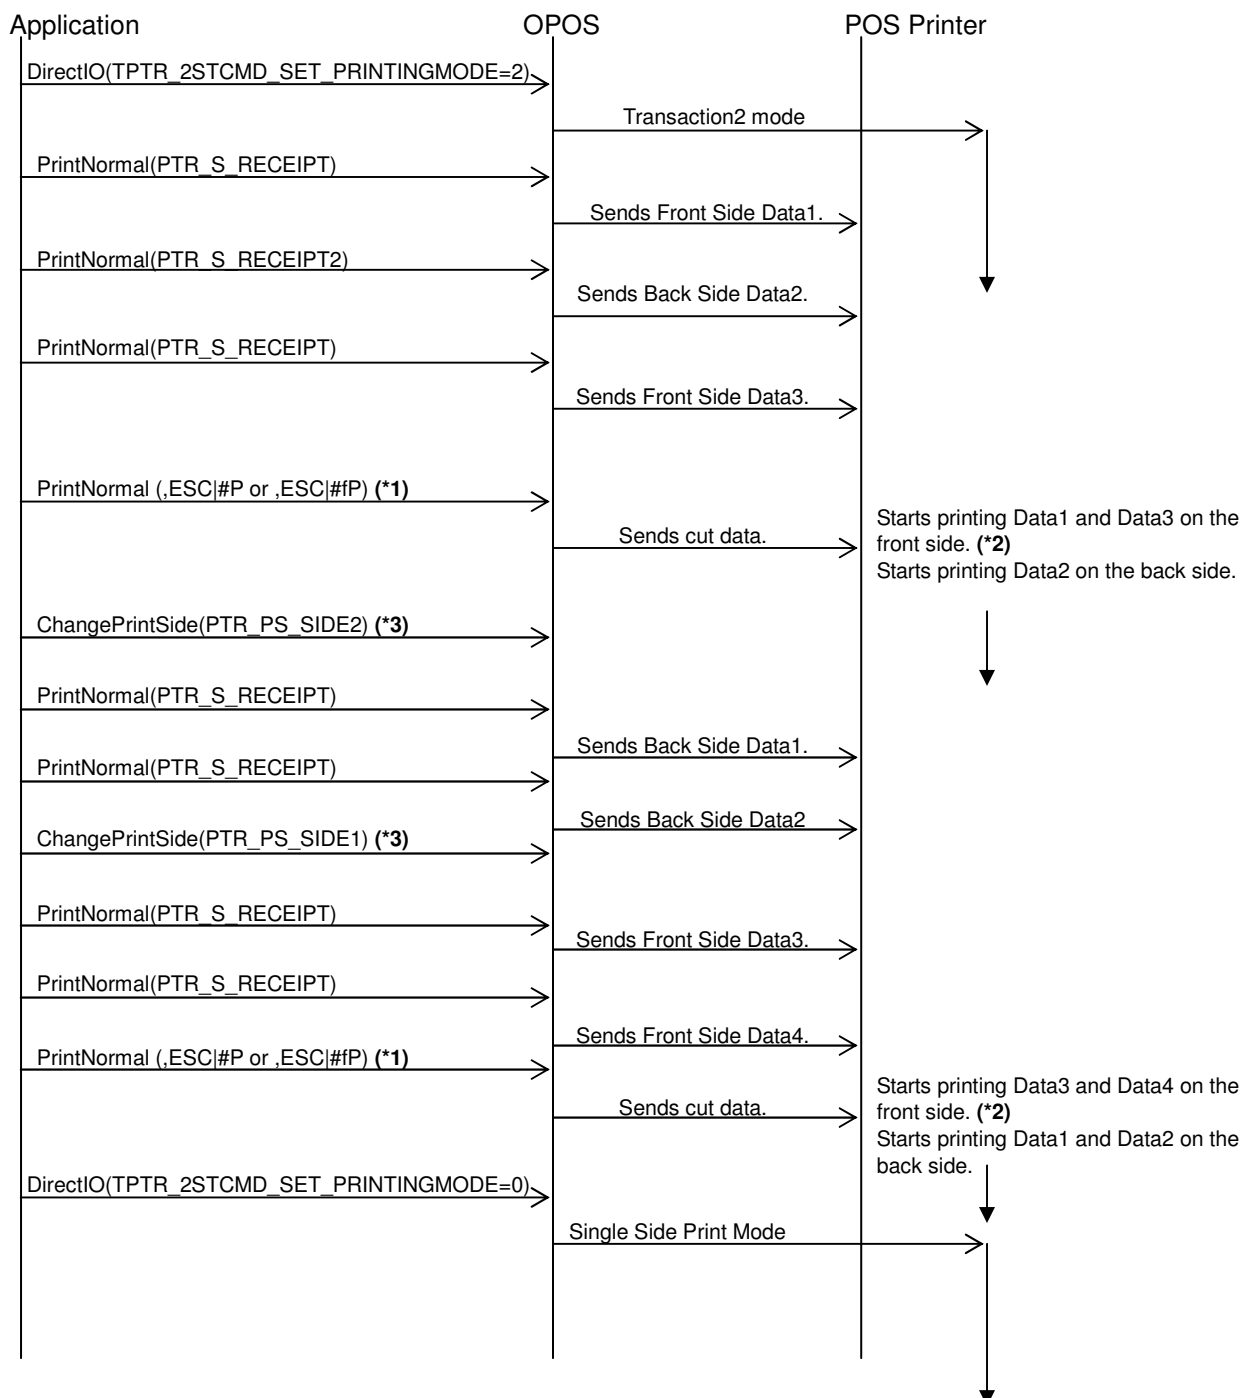 Application OPOS POS Printer
DirectIO(TPTR_2STCMD_SET_PRINTINGMODE=2)
Transaction2 mode
PrintNormal(PTR_S_RECEIPT)
Sends Front Side Data1.
PrintNormal(PTR_S_RECEIPT2)
Sends Back Side Data2.
PrintNormal(PTR_S_RECEIPT)
Sends Front Side Data3.
PrintNormal (,ESC|#P or ,ESC|#fP) (*1)
Sends cut data.
Starts printing Data1 and Data3 on the
front side. (*2)
Starts printing Data2 on the back side.
ChangePrintSide(PTR_PS_SIDE2) (*3)
PrintNormal(PTR_S_RECEIPT)
Sends Back Side Data1.
PrintNormal(PTR_S_RECEIPT)
Sends Back Side Data2
ChangePrintSide(PTR_PS_SIDE1) (*3)
PrintNormal(PTR_S_RECEIPT)
Sends Front Side Data3.
PrintNormal(PTR_S_RECEIPT)
Sends Front Side Data4.
PrintNormal (,ESC|#P or ,ESC|#fP) (*1)
Sends cut data.
Starts printing Data3 and Data4 on the
front side. (*2)
Starts printing Data1 and Data2 on the
back side.
DirectIO(TPTR_2STCMD_SET_PRINTINGMODE=0)
Single Side Print Mode